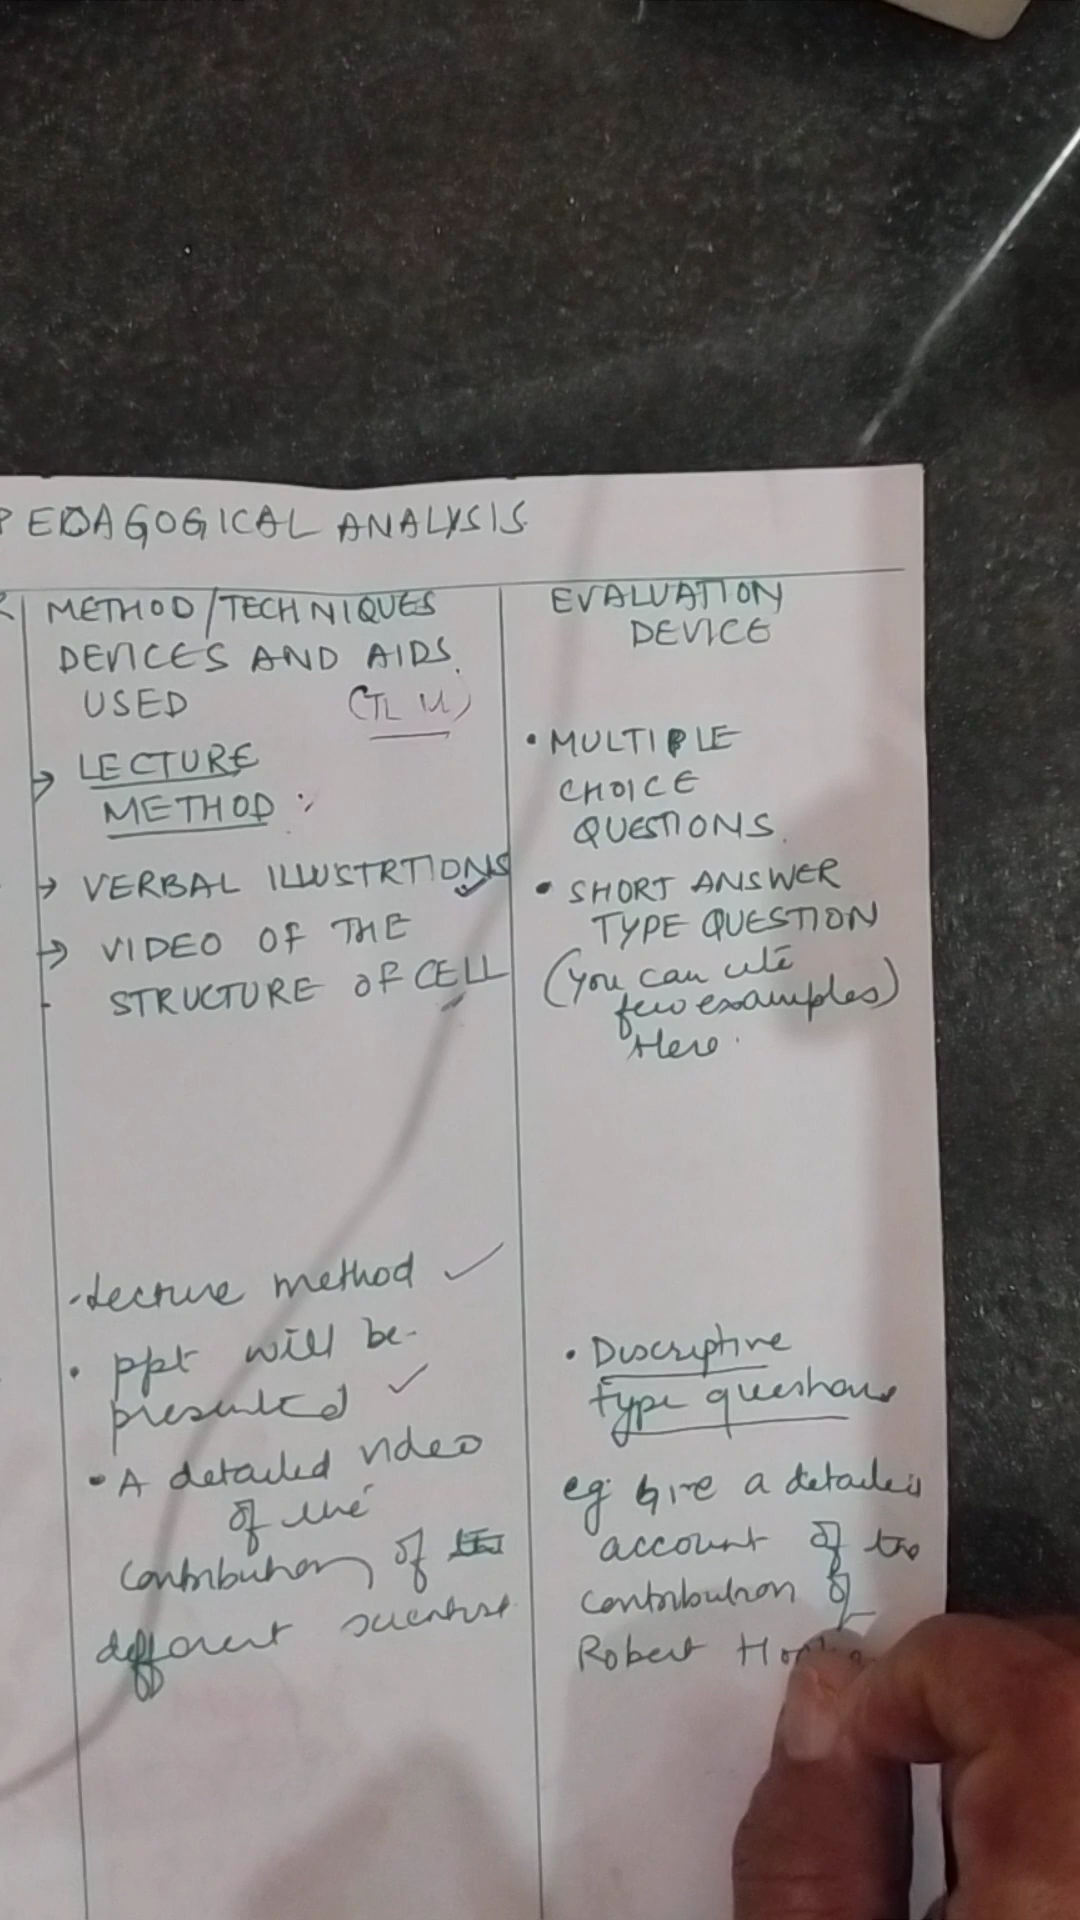 PEDAGOGICAL ANALYSIS
METHOD/TECHNIQUES
DEVICES AND AIDS
USED (TLM)
LECTURE
METHOD:
VERBAL ILLUSTRTIONS
VIDEO OF THE
STRUCTURE OF CELL
EVALUATION
DEVICE
• MULTIPLE
CHOICE
QUESTIONS.
• SHORT ANSWER
TYPE QUESTION
(You can cite
few examples)
Here.
• Lecture method
• ppt will be
presented
• A detailed video
of the
contribution of
different scientist
• Discriptive
type questions
eg: Give a detailed
account of the
contribution of
Robert